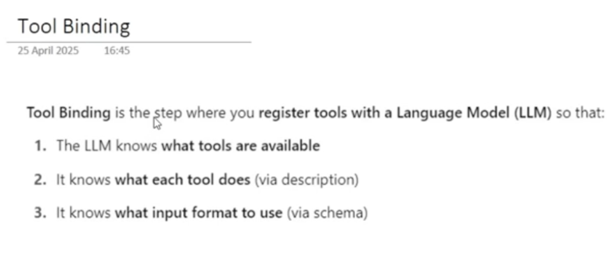 Tool Binding
25 April 2025 16:45
Tool Binding is the step where you register tools with a Language Model (LLM) so that:
1. The LLM knows what tools are available
2. It knows what each tool does (via description)
3. It knows what input format to use (via schema)